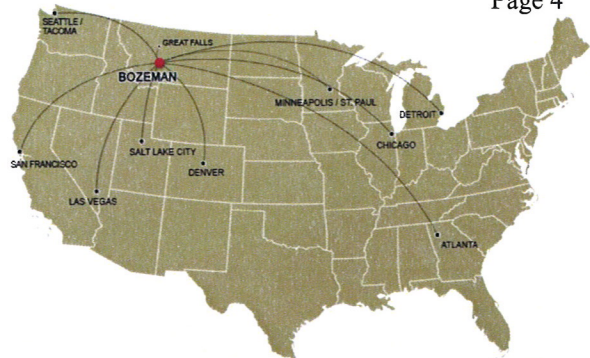 Page 4
SEATTLE /
TACOMA
GREAT FALLS
BOZEMAN
MINNEAPOLIS / ST. PAUL
DETROIT
CHICAGO
SAN FRANCISCO
SALT LAKE CITY
DENVER
LAS VEGAS
ATLANTA